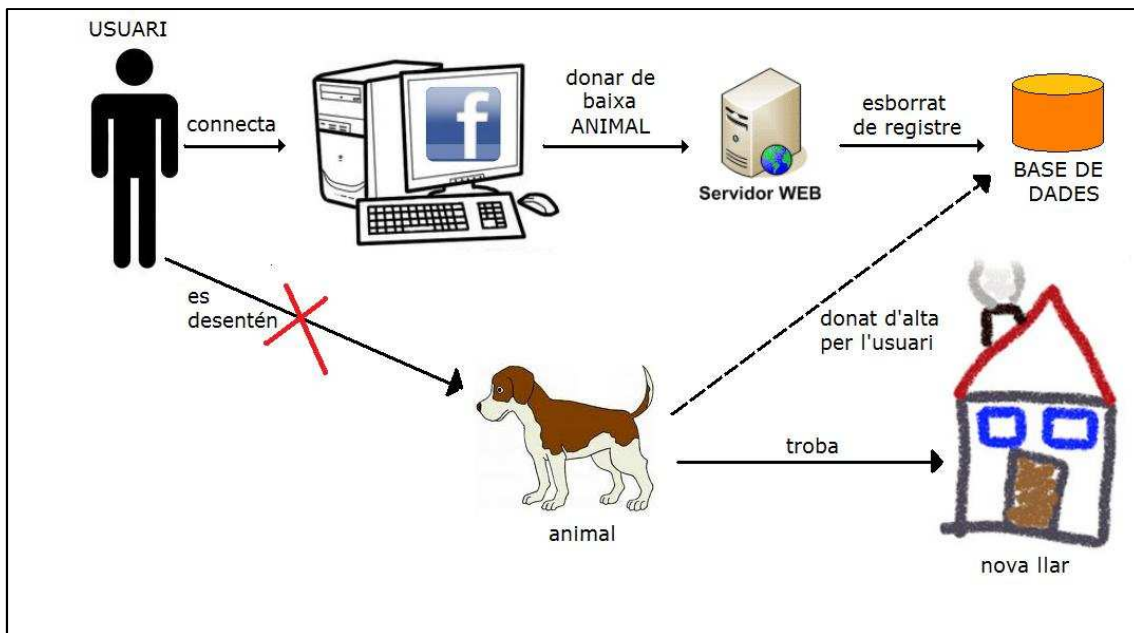 USUARI
connecta
donar de
baixa
ANIMAL
Servidor WEB
esborrat
de registre
BASE DE
DADES
es
desentén
donat d'alta
per l'usuari
troba
animal
nova llar